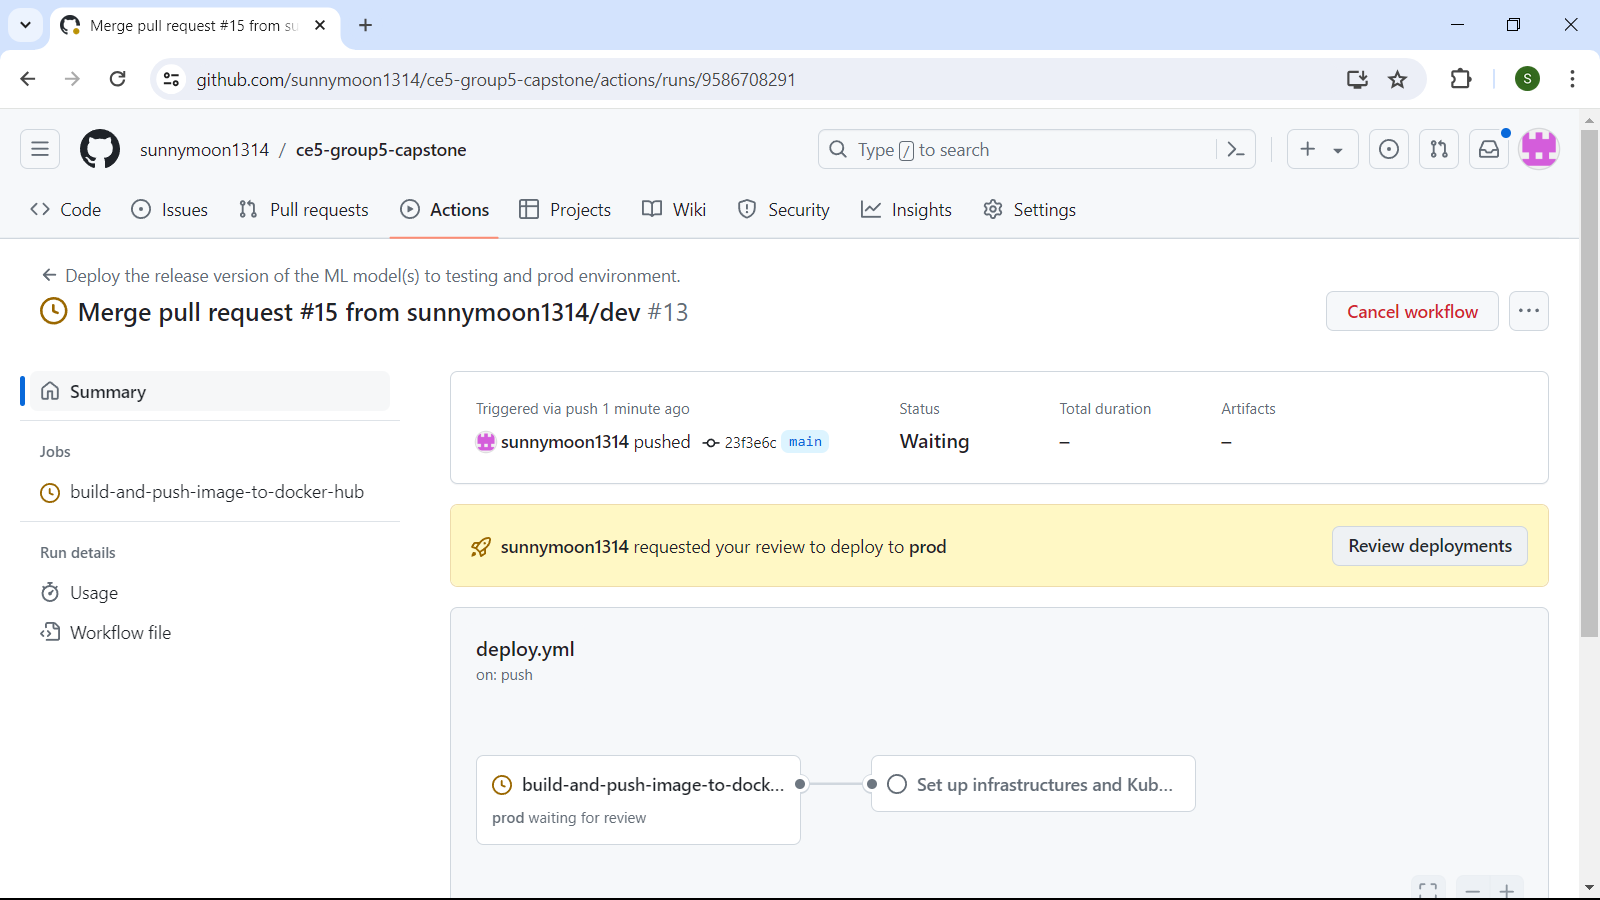 Merge pull request #15 from su
github.com/sunnymoon1314/ce5-group5-capstone/actions/runs/9586708291
S
sunnymoon1314 / ce5-group5-capstone
Type / to search
Code
Issues
Pull requests
Actions
Projects
Wiki
Security
Insights
Settings
Deploy the release version of the ML model(s) to testing and prod environment.
Merge pull request #15 from sunnymoon1314/dev #13
Cancel workflow
Summary
Jobs
build-and-push-image-to-docker-hub
Run details
Usage
Workflow file
Triggered via push 1 minute ago
sunnymoon1314 pushed 23f3e6c main
Status
Waiting
Total duration
–
Artifacts
–
sunnymoon1314 requested your review to deploy to prod
Review deployments
deploy.yml
on: push
build-and-push-image-to-dock...
prod waiting for review
Set up infrastructures and Kub...